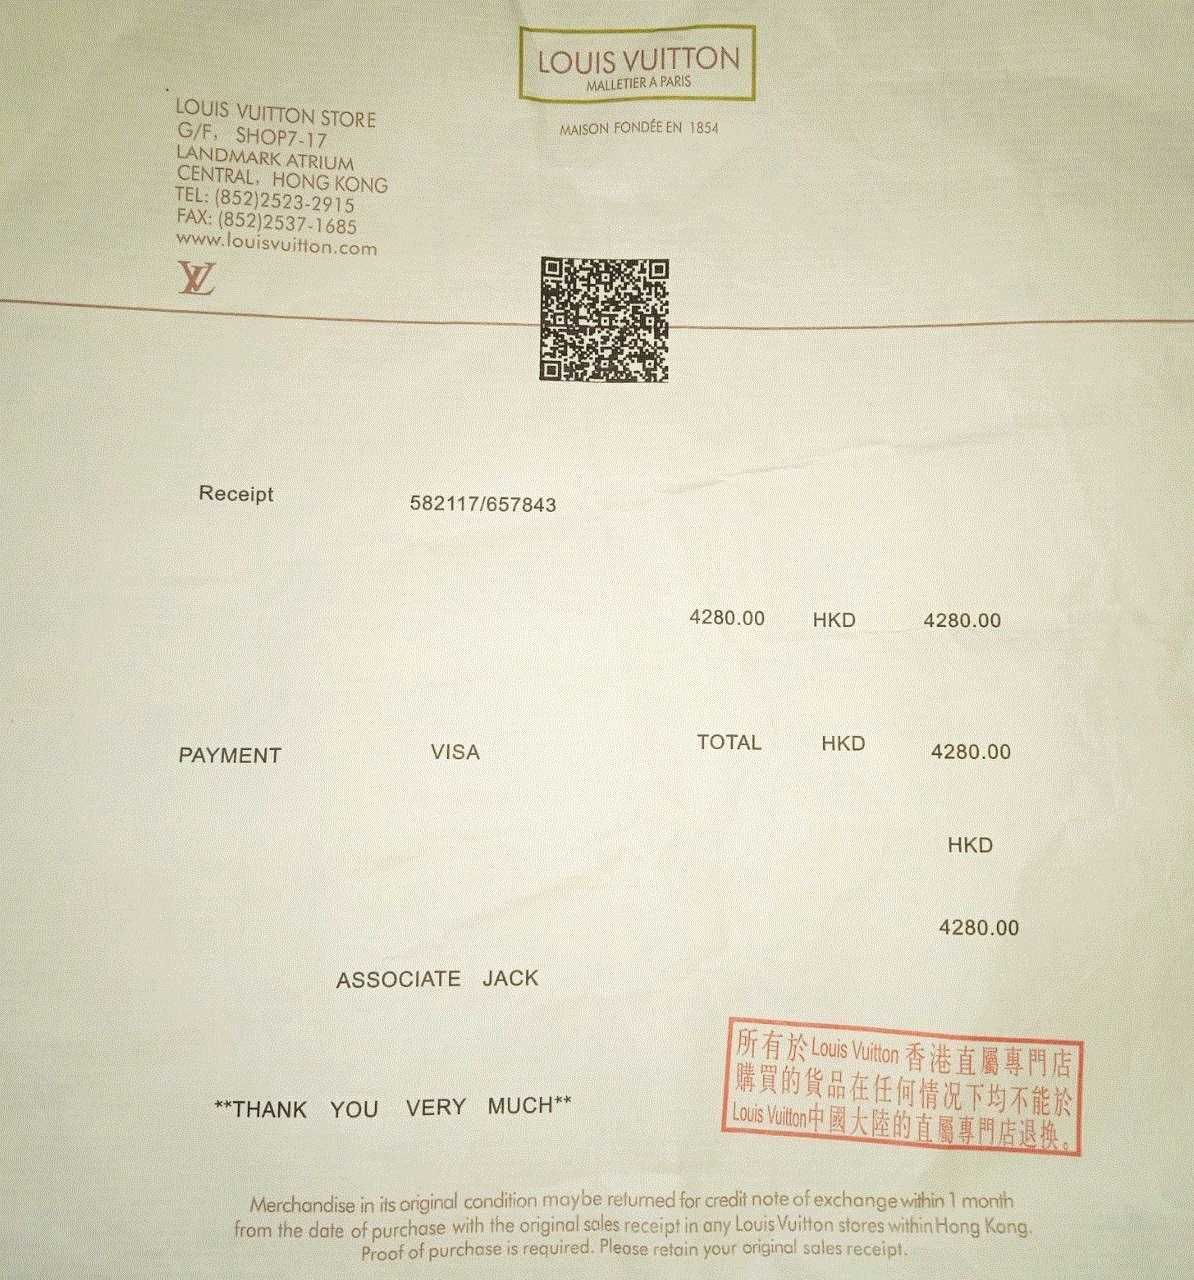 LOUIS VUITTON
MALLETIER A PARIS
MAISON FONDÉE EN 1854
LOUIS VUITTON STORE
G/F, SHOP7-17
LANDMARK ATRIUM
CENTRAL, HONG KONG
TEL: (852)2523-2915
FAX: (852)2537-1685
www.louisvuitton.com
LV
Receipt 582117/657843
4280.00 HKD 4280.00
PAYMENT VISA TOTAL HKD 4280.00
HKD
4280.00
ASSOCIATE JACK
**THANK YOU VERY MUCH**
所有於Louis Vuitton 香港直屬專門店
購買的貨品在任何情況下均不能於
Louis Vuitton中國大陸的直屬專門店退換。
Merchandise in its original condition maybe returned for credit note of exchange within 1 month
from the date of purchase with the original sales receipt in any Louis Vuitton stores within Hong Kong.
Proof of purchase is required. Please retain your original sales receipt.